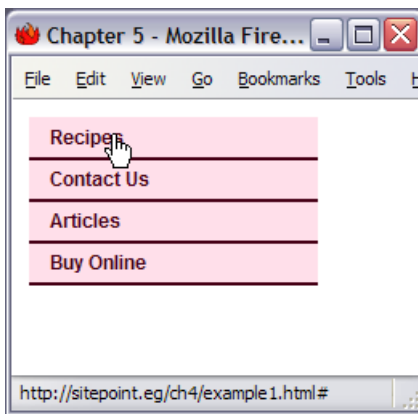 Chapter 5 - Mozilla Fire...
File Edit View Go Bookmarks Tools
Recipes
Contact Us
Articles
Buy Online
http://sitepoint.eg/ch4/example1.html#